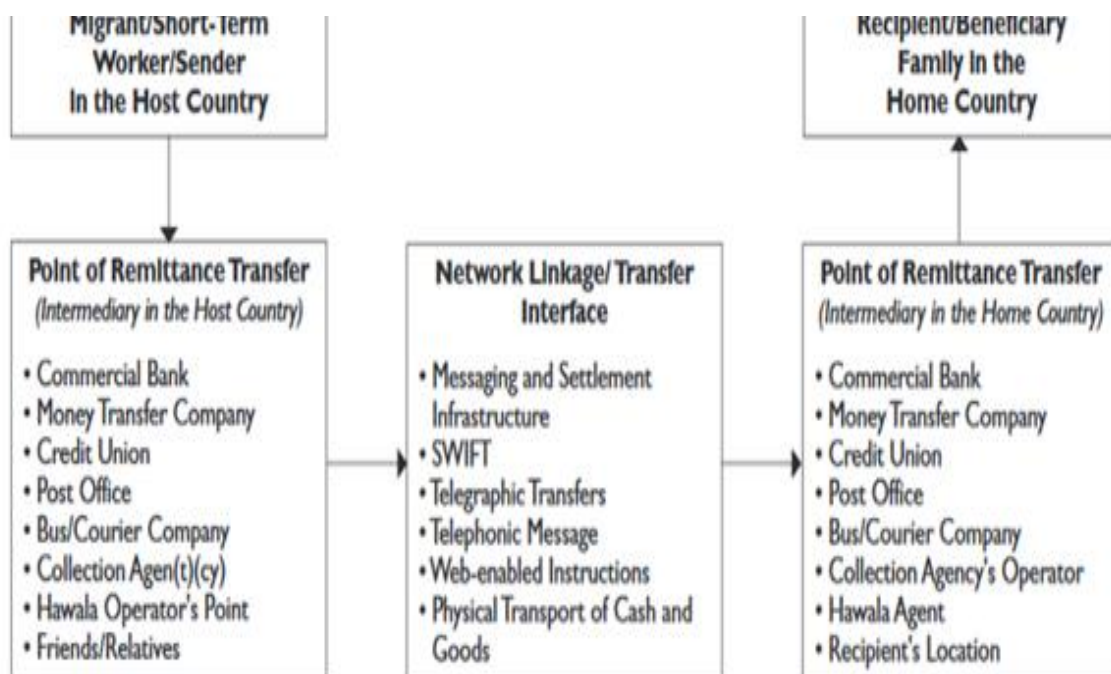 Migrant/Short-Term
Worker/Sender
In the Host Country
Recipient/Beneficiary
Family in the
Home Country
Point of Remittance Transfer
(Intermediary in the Host Country)
• Commercial Bank
• Money Transfer Company
• Credit Union
• Post Office
• Bus/Courier Company
• Collection Agen(t)(cy)
• Hawala Operator's Point
• Friends/Relatives
Network Linkage/ Transfer
Interface
• Messaging and Settlement
Infrastructure
• SWIFT
• Telegraphic Transfers
• Telephonic Message
• Web-enabled Instructions
• Physical Transport of Cash and
Goods
Point of Remittance Transfer
(Intermediary in the Home Country)
• Commercial Bank
• Money Transfer Company
• Credit Union
• Post Office
• Bus/Courier Company
• Collection Agency's Operator
• Hawala Agent
• Recipient's Location